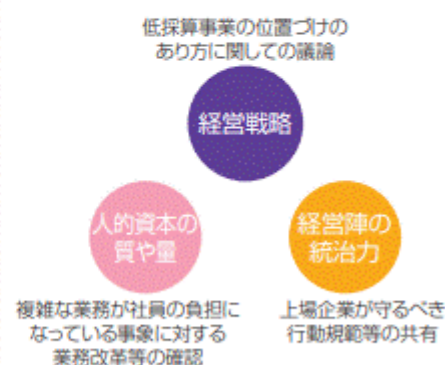 低採算事業の位置づけの
あり方に関しての議論
経営戦略
人的資本の
質や量
経営陣の
統治力
複雑な業務が社員の負担に
なっている事象に対する
業務改革等の確認
上場企業が守るべき
行動規範等の共有